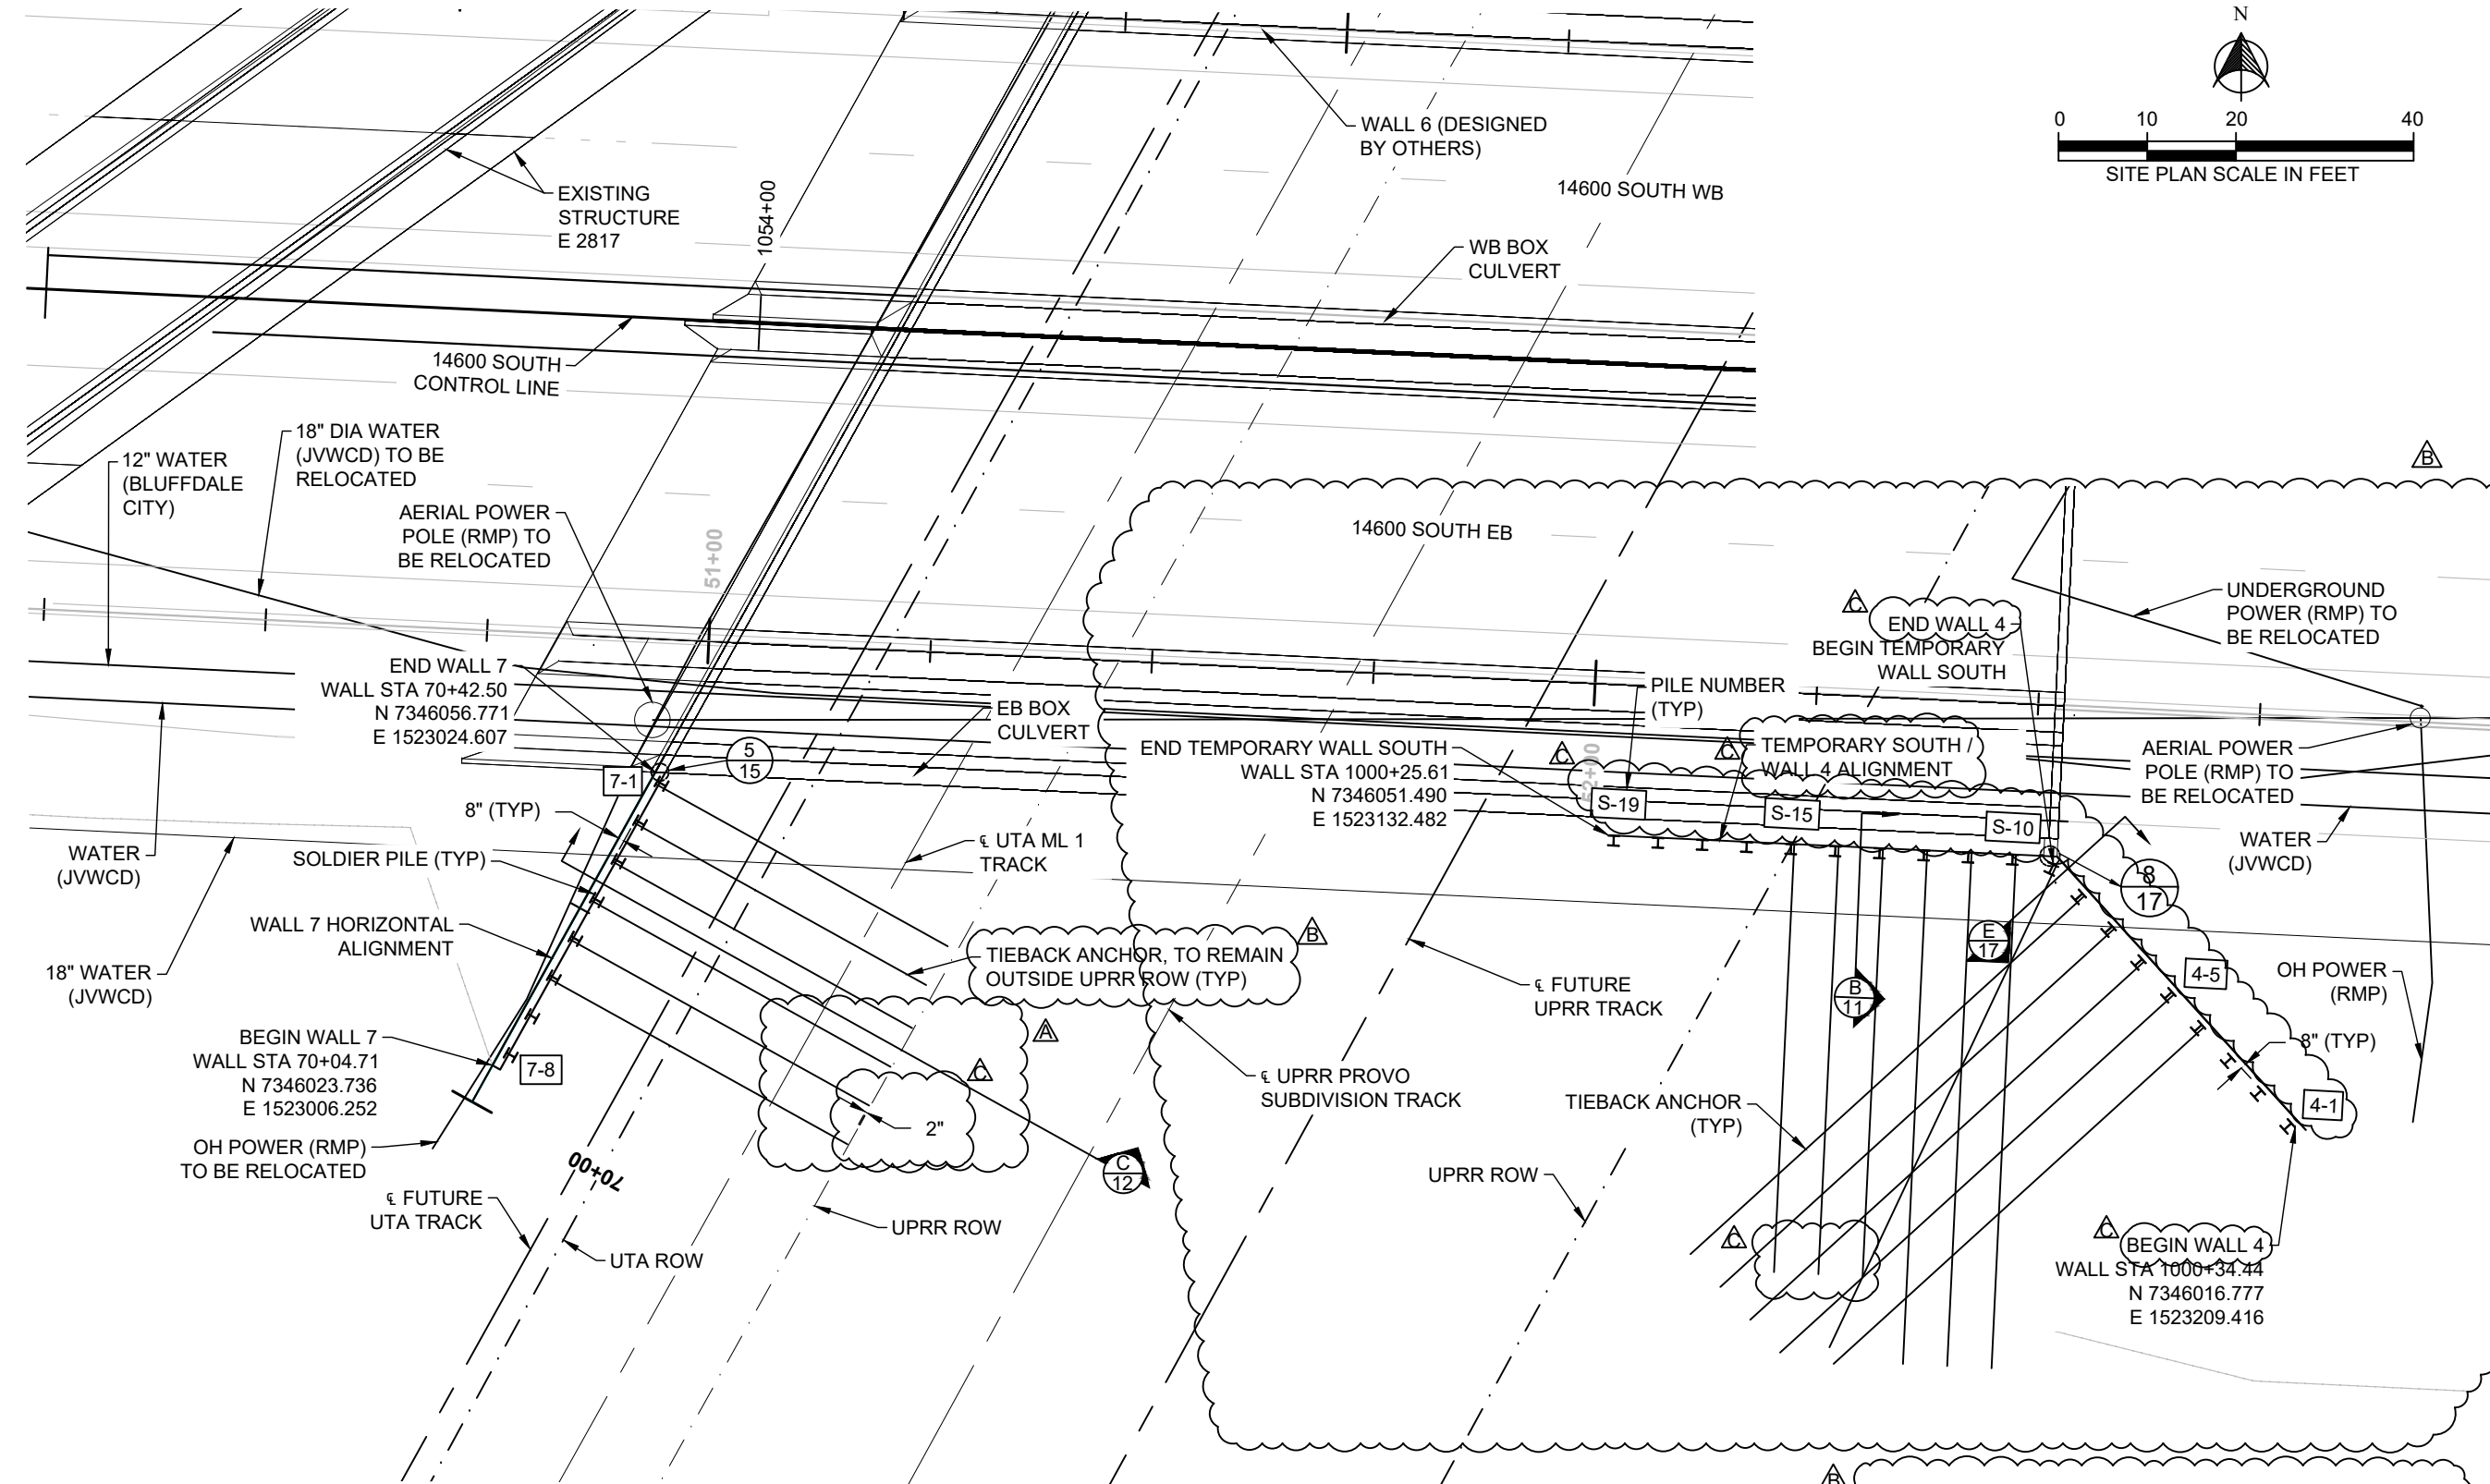 N
0 10 20 40
SITE PLAN SCALE IN FEET
WALL 6 (DESIGNED
BY OTHERS)
14600 SOUTH WB
EXISTING
STRUCTURE
E 2817
1054+00
WB BOX
CULVERT
14600 SOUTH
CONTROL LINE
18" DIA WATER
(JVWCD) TO BE
RELOCATED
12" WATER
(BLUFFDALE
CITY)
AERIAL POWER
POLE (RMP) TO
BE RELOCATED
51+00
B
14600 SOUTH EB
C
END WALL 4
BEGIN TEMPORARY
WALL SOUTH
UNDERGROUND
POWER (RMP) TO
BE RELOCATED
END WALL 7
WALL STA 70+42.50
N 7346056.771
E 1523024.607
EB BOX
CULVERT
PILE NUMBER
(TYP)
5
15
7-1
END TEMPORARY WALL SOUTH
WALL STA 1000+25.61
N 7346051.490
E 1523132.482
C
52+00
C
TEMPORARY SOUTH /
WALL 4 ALIGNMENT
AERIAL POWER
POLE (RMP) TO
BE RELOCATED
S-19
S-15
S-10
8" (TYP)
WATER
(JVWCD)
SOLDIER PILE (TYP)
℄ UTA ML 1
TRACK
WATER
(JVWCD)
8
17
WALL 7 HORIZONTAL
ALIGNMENT
TIEBACK ANCHOR, TO REMAIN
OUTSIDE UPRR ROW (TYP)
B
E
17
4-5
OH POWER
(RMP)
18" WATER
(JVWCD)
℄ FUTURE
UPRR TRACK
B
11
BEGIN WALL 7
WALL STA 70+04.71
N 7346023.736
E 1523006.252
7-8
A
C
2"
8" (TYP)
4-1
℄ UPRR PROVO
SUBDIVISION TRACK
TIEBACK ANCHOR
(TYP)
OH POWER (RMP)
TO BE RELOCATED
70+00
C
12
UPRR ROW
℄ FUTURE
UTA TRACK
UPRR ROW
UTA ROW
C
C
BEGIN WALL 4
WALL STA 1000+34.44
N 7346016.777
E 1523209.416
B